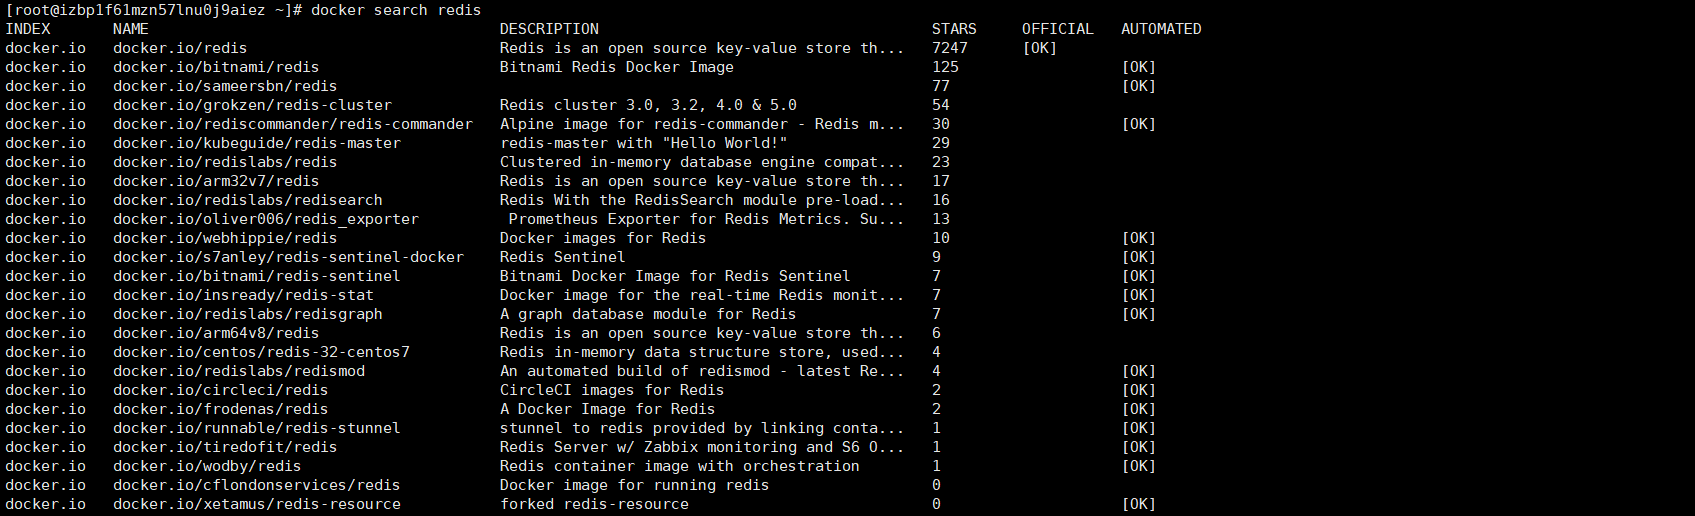 [root@izbp1f61mzn57lnu0j9aiez ~]# docker search redis
INDEX NAME DESCRIPTION STARS OFFICIAL AUTOMATED
docker.io docker.io/redis Redis is an open source key-value store th... 7247 [OK]
docker.io docker.io/bitnami/redis Bitnami Redis Docker Image 125 [OK]
docker.io docker.io/sameersbn/redis 77 [OK]
docker.io docker.io/grokzen/redis-cluster Redis cluster 3.0, 3.2, 4.0 & 5.0 54
docker.io docker.io/rediscommander/redis-commander Alpine image for redis-commander - Redis m... 30 [OK]
docker.io docker.io/kubeguide/redis-master redis-master with "Hello World!" 29
docker.io docker.io/redislabs/redis Clustered in-memory database engine compat... 23
docker.io docker.io/arm32v7/redis Redis is an open source key-value store th... 17
docker.io docker.io/redislabs/redisearch Redis With the RedisSearch module pre-load... 16
docker.io docker.io/oliver006/redis_exporter Prometheus Exporter for Redis Metrics. Su... 13
docker.io docker.io/webhippie/redis Docker images for Redis 10 [OK]
docker.io docker.io/s7anley/redis-sentinel-docker Redis Sentinel 9 [OK]
docker.io docker.io/bitnami/redis-sentinel Bitnami Docker Image for Redis Sentinel 7 [OK]
docker.io docker.io/insready/redis-stat Docker image for the real-time Redis monit... 7 [OK]
docker.io docker.io/redislabs/redisgraph A graph database module for Redis 7 [OK]
docker.io docker.io/arm64v8/redis Redis is an open source key-value store th... 6
docker.io docker.io/centos/redis-32-centos7 Redis in-memory data structure store, used... 4
docker.io docker.io/redislabs/redismod An automated build of redismod - latest Re... 4 [OK]
docker.io docker.io/circleci/redis CircleCI images for Redis 2 [OK]
docker.io docker.io/frodenas/redis A Docker Image for Redis 2 [OK]
docker.io docker.io/runnable/redis-stunnel stunnel to redis provided by linking conta... 1 [OK]
docker.io docker.io/tiredofit/redis Redis Server w/ Zabbix monitoring and S6 O... 1 [OK]
docker.io docker.io/wodby/redis Redis container image with orchestration 1 [OK]
docker.io docker.io/cflondonservices/redis Docker image for running redis 0
docker.io docker.io/xetamus/redis-resource forked redis-resource 0 [OK]